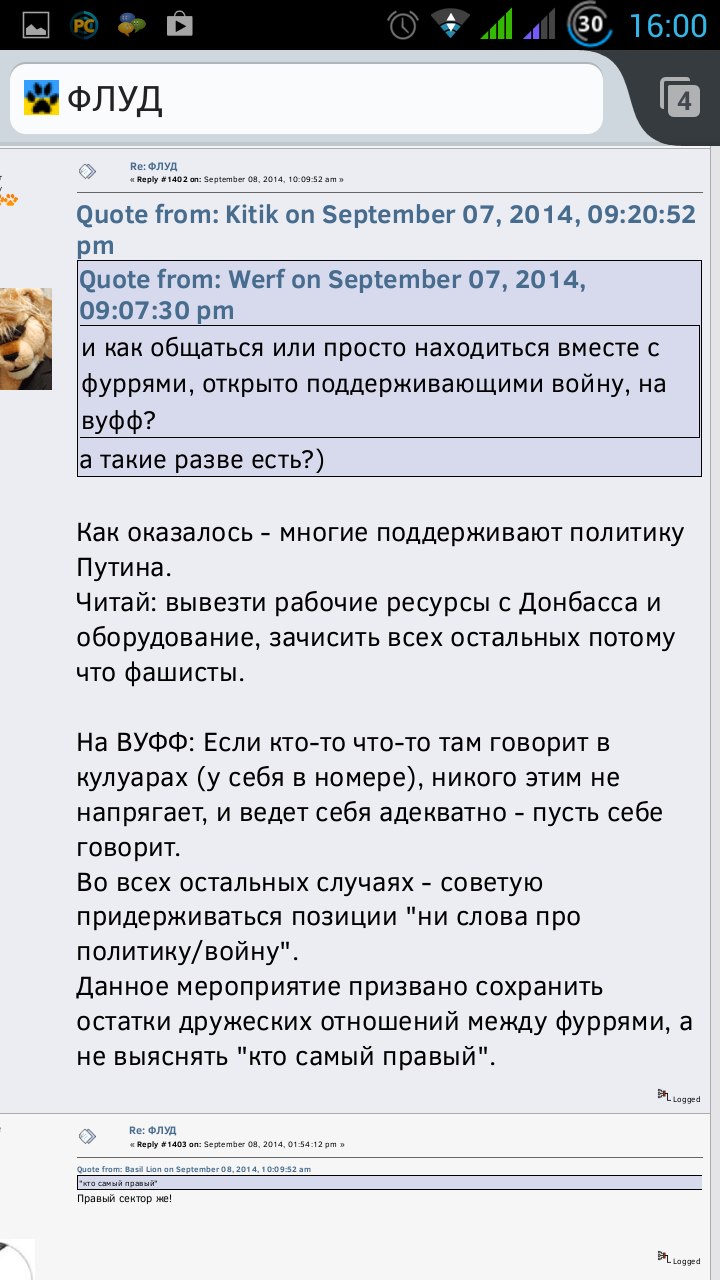 30
16:00
ФЛУД
4
Re: ФЛУД
« Reply #1402 on: September 08, 2014, 10:09:52 am »
Quote from: Kitik on September 07, 2014, 09:20:52
pm
Quote from: Werf on September 07, 2014,
09:07:30 pm
и как общаться или просто находиться вместе с
фуррями, открыто поддерживающими войну, на
вуфф?
а такие разве есть?)
Как оказалось - многие поддерживают политику
Путина.
Читай: вывезти рабочие ресурсы с Донбасса и
оборудование, зачисить всех остальных потому
что фашисты.
На ВУФФ: Если кто-то что-то там говорит в
кулуарах (у себя в номере), никого этим не
напрягает, и ведет себя адекватно - пусть себе
говорит.
Во всех остальных случаях - советую
придерживаться позиции "ни слова про
политику/войну".
Данное мероприятие призвано сохранить
остатки дружеских отношений между фуррями, а
не выяснять "кто самый правый".
Logged
Re: ФЛУД
« Reply #1403 on: September 08, 2014, 01:54:12 pm »
Quote from: Basil Lion on September 08, 2014, 10:09:52 am
"кто самый правый"
Правый сектор же!
Logged